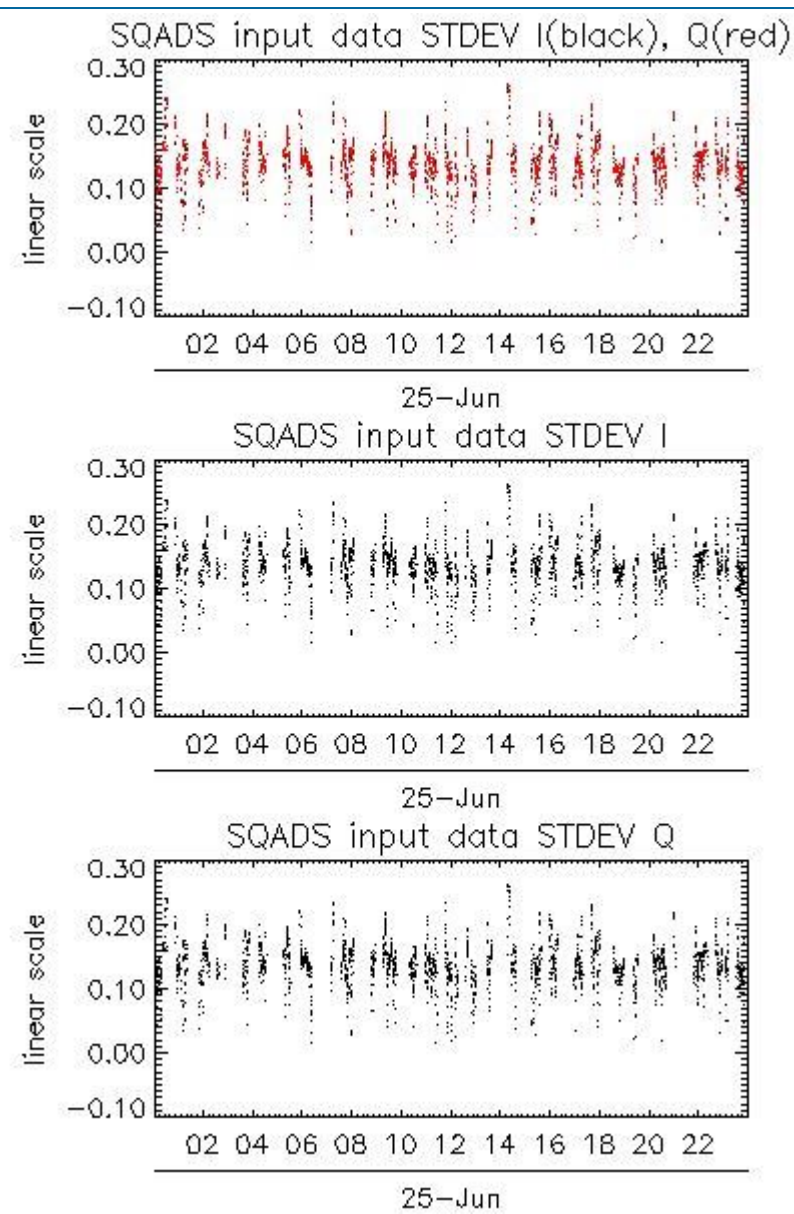 SQADS input data STDEV I(black), Q(red)
0.30
0.20
0.10
0.00
-0.10
linear scale
02 04 06 08 10 12 14 16 18 20 22
25-Jun
SQADS input data STDEV I
0.30
0.20
0.10
0.00
-0.10
linear scale
02 04 06 08 10 12 14 16 18 20 22
25-Jun
SQADS input data STDEV Q
0.30
0.20
0.10
0.00
-0.10
linear scale
02 04 06 08 10 12 14 16 18 20 22
25-Jun